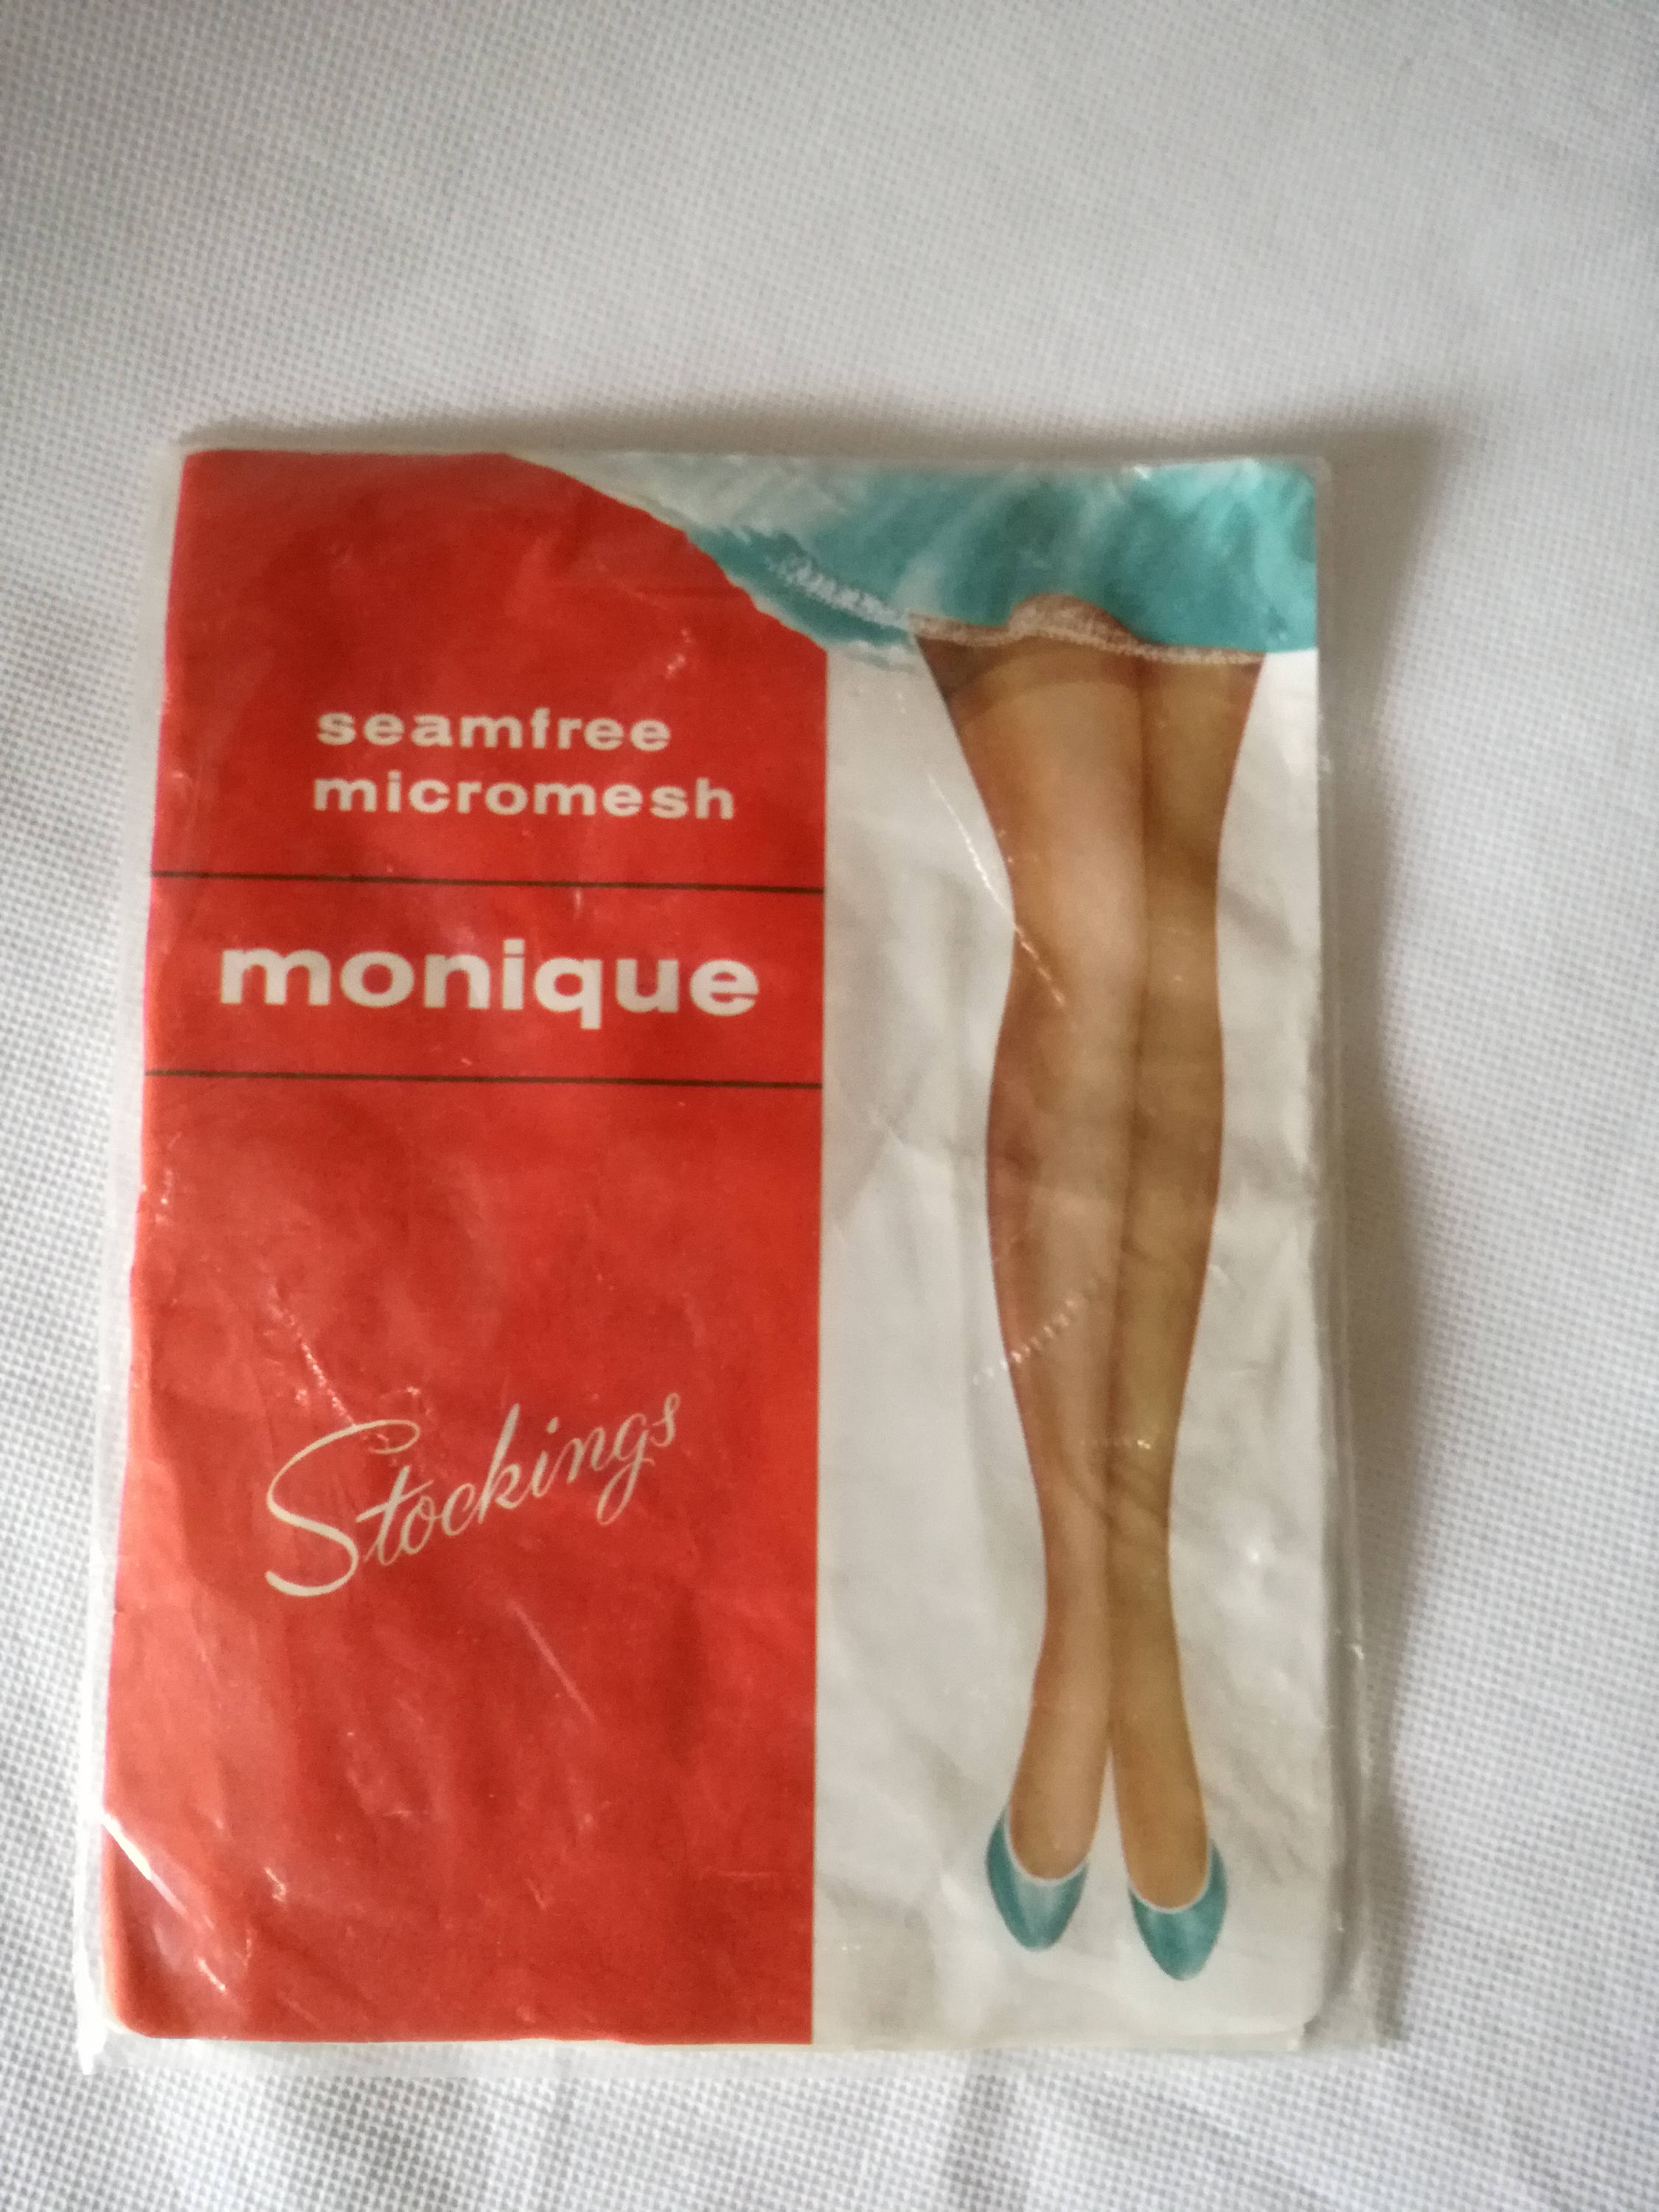 seamfree
micromesh
monique
Stockings